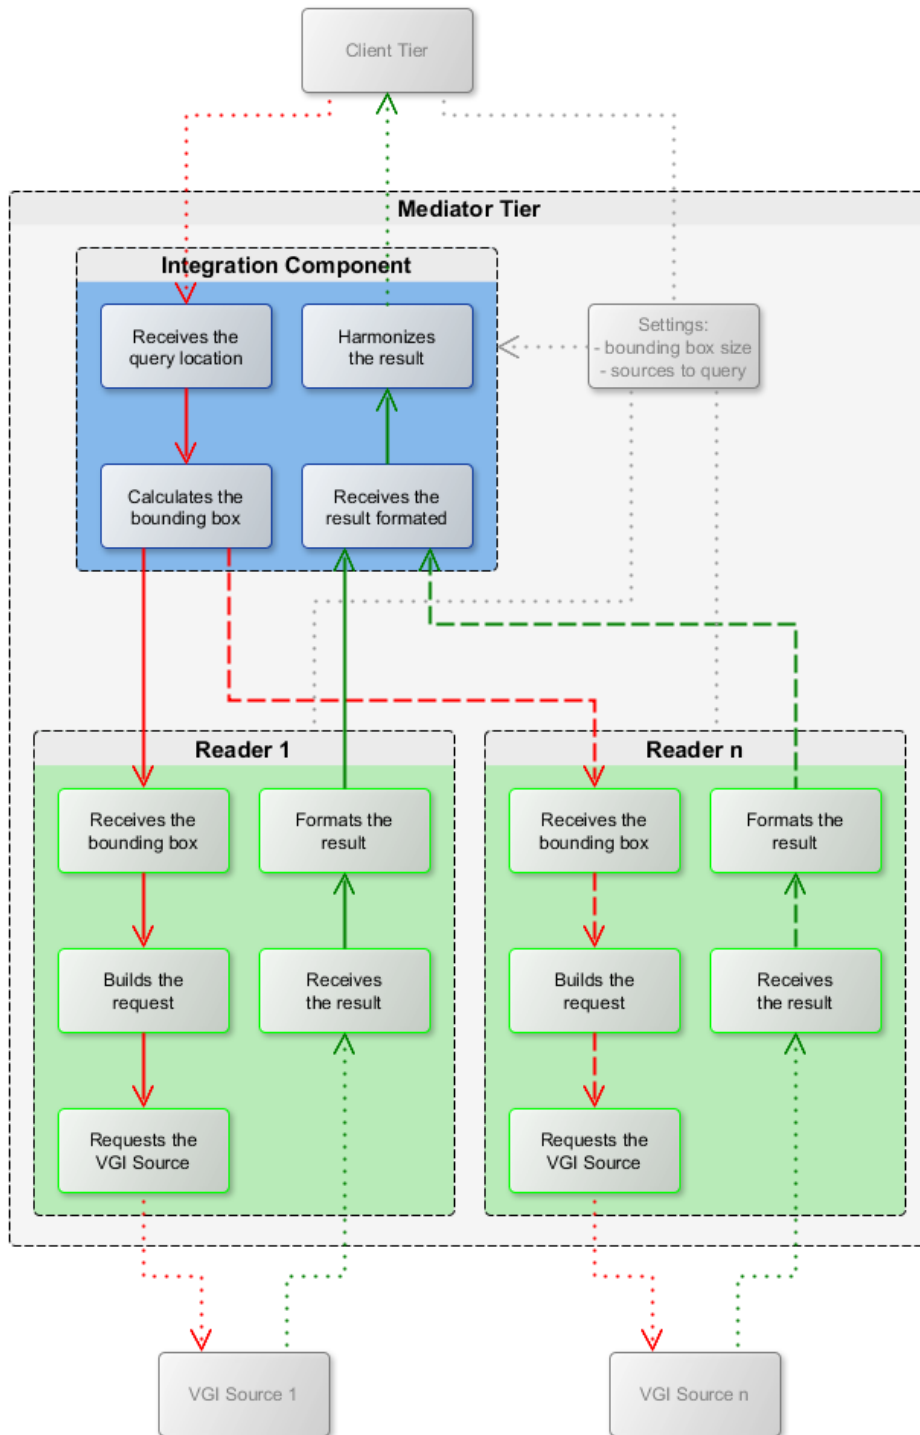 Client Tier
Mediator Tier
Integration Component
Receives the
query location
Harmonizes
the result
Settings:
- bounding box size
- sources to query
Calculates the
bounding box
Receives the
result formated
Reader 1
Receives the
bounding box
Formats the
result
Builds the
request
Receives
the result
Requests the
VGI Source
Reader n
Receives the
bounding box
Formats the
result
Builds the
request
Receives
the result
Requests the
VGI Source
VGI Source 1
VGI Source n